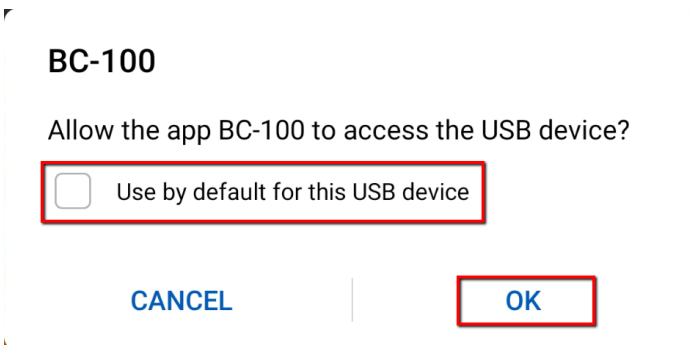 BC-100
Allow the app BC-100 to access the USB device?
Use by default for this USB device
CANCEL
OK